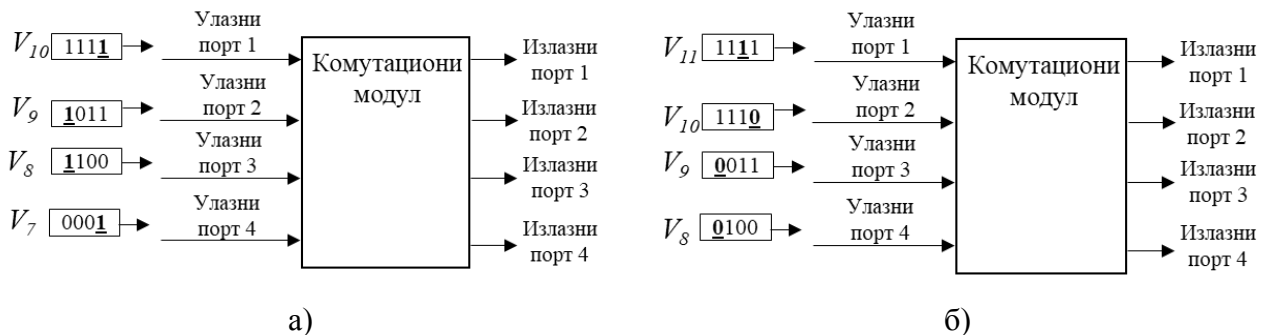 V10 1111 Улазни порт 1
V9 1011 Улазни порт 2
V8 1100 Улазни порт 3
V7 0001 Улазни порт 4
Комутациони
модул
Излазни
порт 1
Излазни
порт 2
Излазни
порт 3
Излазни
порт 4
а)
V11 1111 Улазни порт 1
V10 1110 Улазни порт 2
V9 0011 Улазни порт 3
V8 0100 Улазни порт 4
Комутациони
модул
Излазни
порт 1
Излазни
порт 2
Излазни
порт 3
Излазни
порт 4
б)